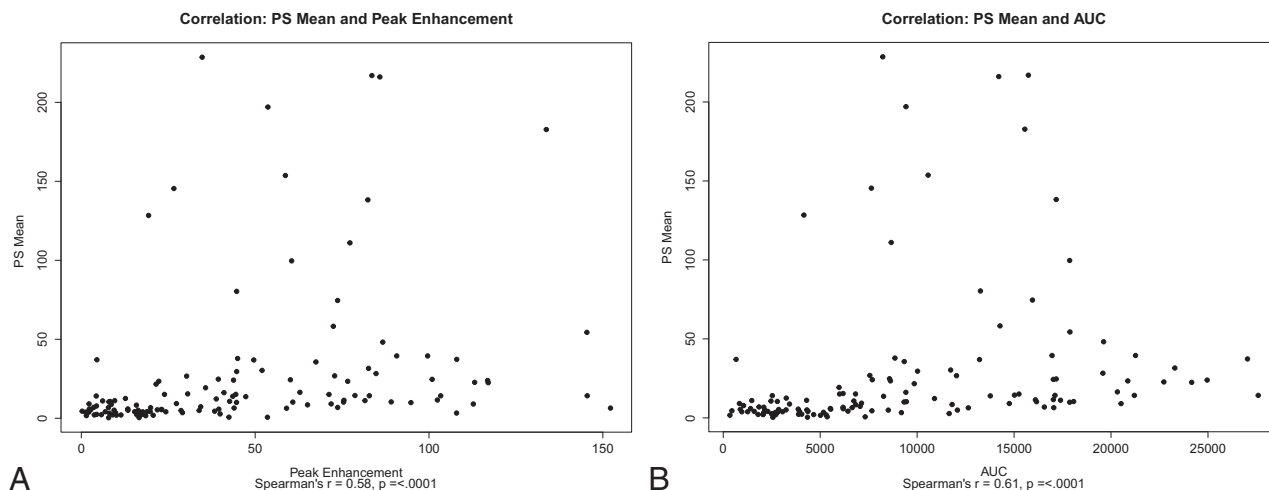 Correlation: PS Mean and Peak Enhancement
PS Mean
200
150
100
50
0
0 50 100 150
Peak Enhancement
Spearman's r = 0.58, p =<.0001
A
Correlation: PS Mean and AUC
PS Mean
200
150
100
50
0
0 5000 10000 15000 20000 25000
AUC
Spearman's r = 0.61, p =<.0001
B